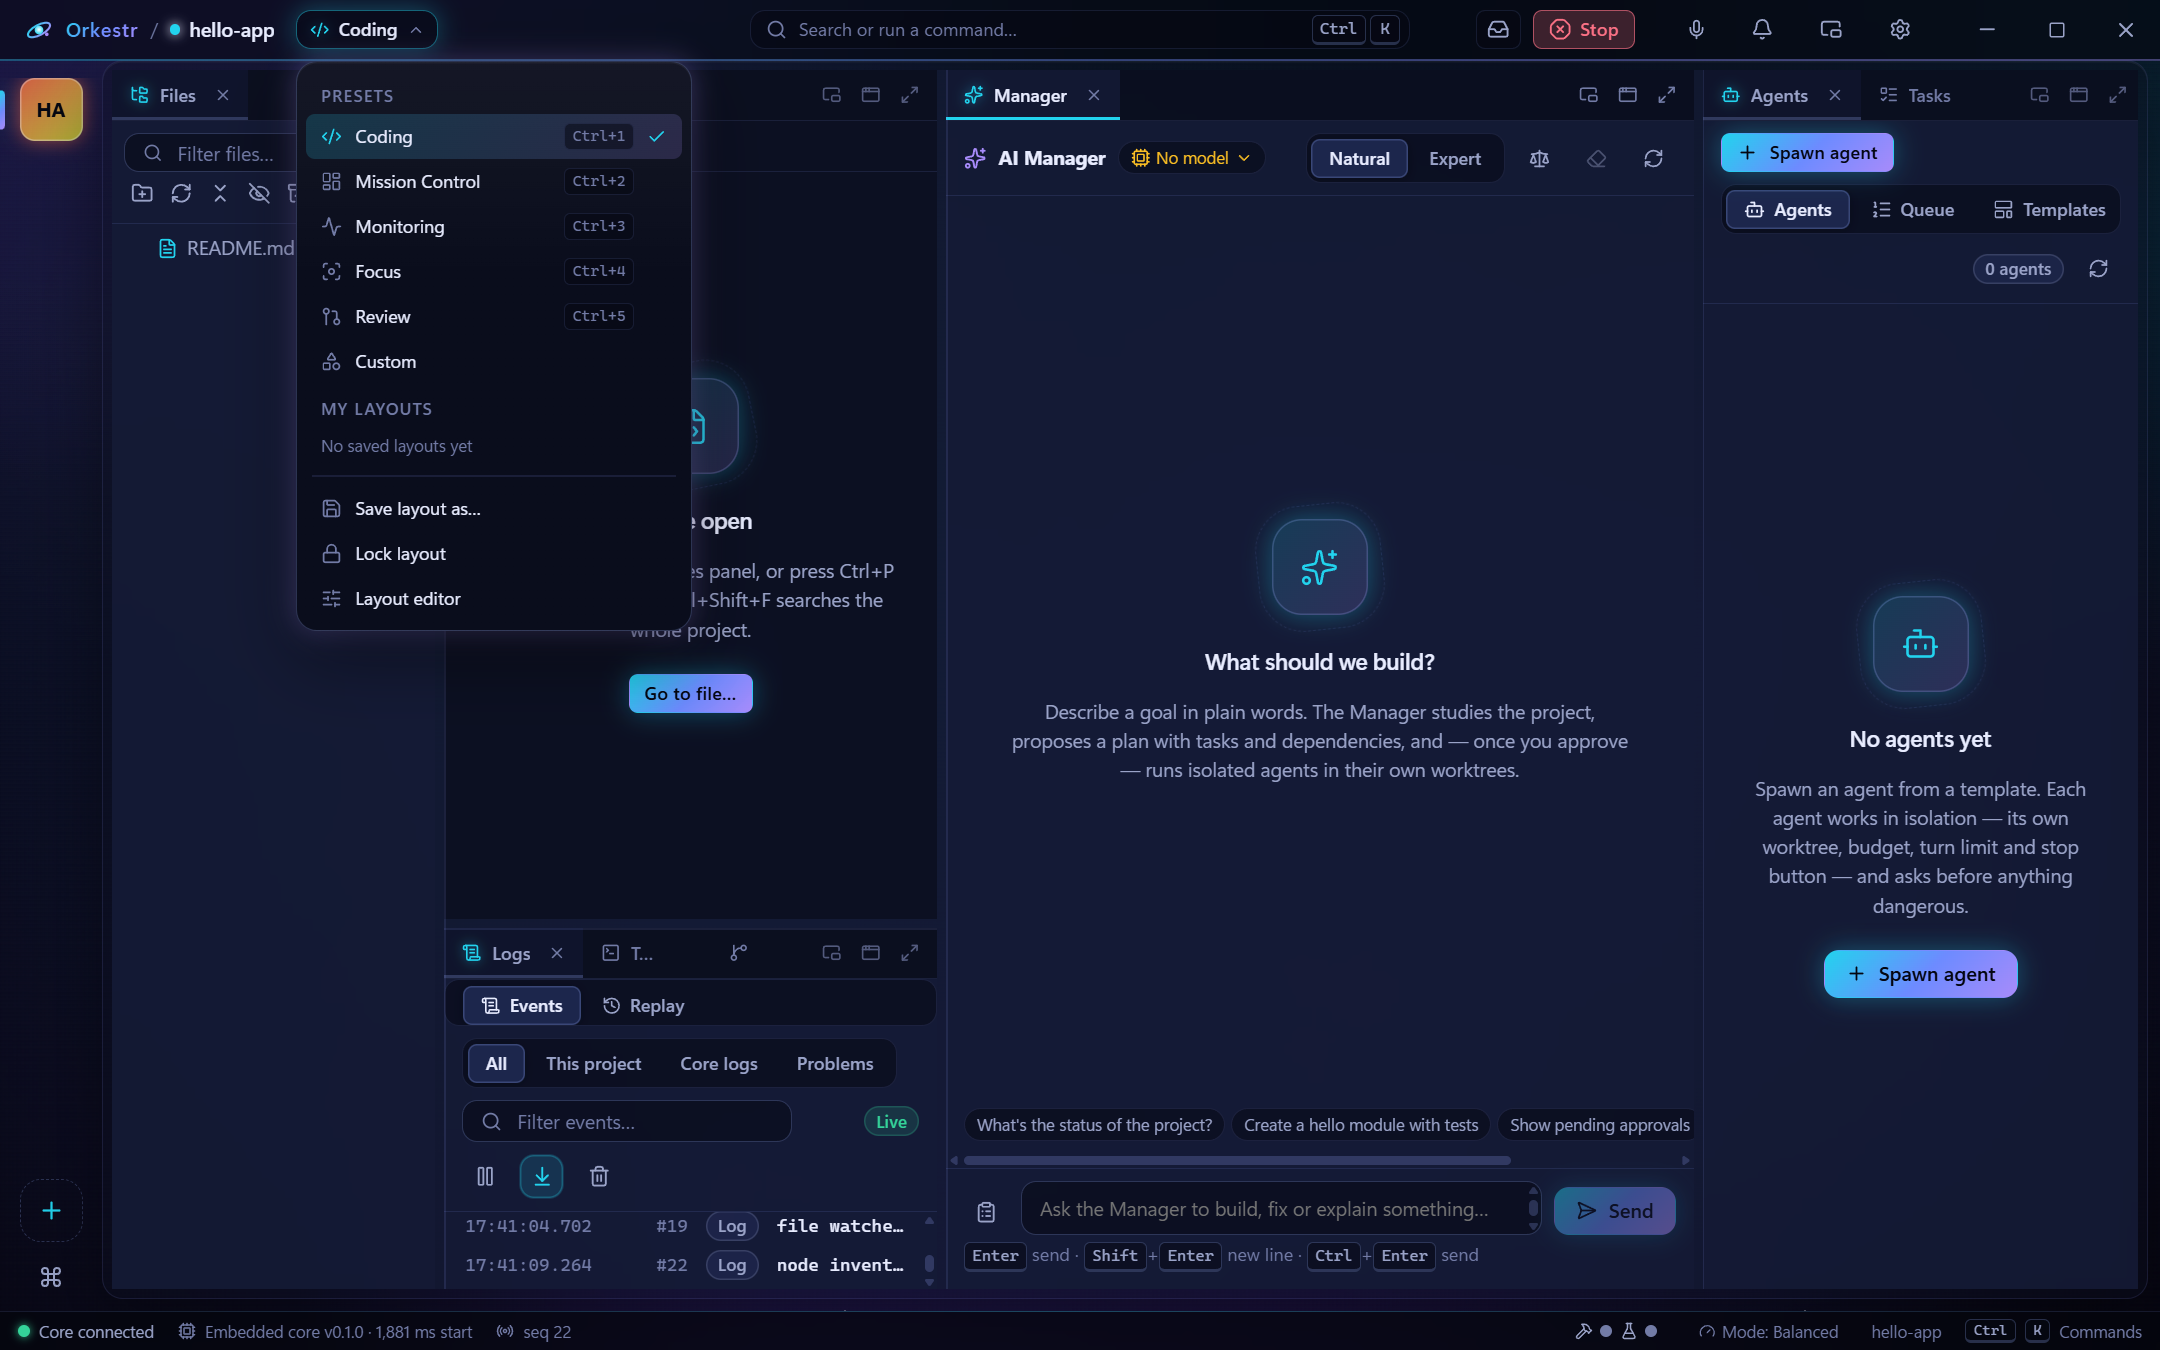 Orkestr / hello-app
Coding
Search or run a command...
Ctrl K
Stop
HA
Files
Filter files...
README.md
PRESETS
Coding Ctrl+1
Mission Control Ctrl+2
Monitoring Ctrl+3
Focus Ctrl+4
Review Ctrl+5
Custom
MY LAYOUTS
No saved layouts yet
Save layout as...
Lock layout
Layout editor
open
panel, or press Ctrl+P
+Shift+F searches the
whole project.
Go to file...
Logs
T...
Events
Replay
All
This project
Core logs
Problems
Filter events...
Live
17:41:04.702 #19 Log file watche...
17:41:09.264 #22 Log node invent...
Manager
AI Manager
No model
Natural
Expert
What should we build?
Describe a goal in plain words. The Manager studies the project,
proposes a plan with tasks and dependencies, and — once you approve
— runs isolated agents in their own worktrees.
What's the status of the project?
Create a hello module with tests
Show pending approvals
Ask the Manager to build, fix or explain something...
Send
Enter send · Shift+Enter new line · Ctrl+Enter send
Agents
Tasks
Spawn agent
Agents
Queue
Templates
0 agents
No agents yet
Spawn an agent from a template. Each
agent works in isolation — its own
worktree, budget, turn limit and stop
button — and asks before anything
dangerous.
Spawn agent
Core connected
Embedded core v0.1.0 · 1,881 ms start
seq 22
Mode: Balanced
hello-app
Ctrl K Commands